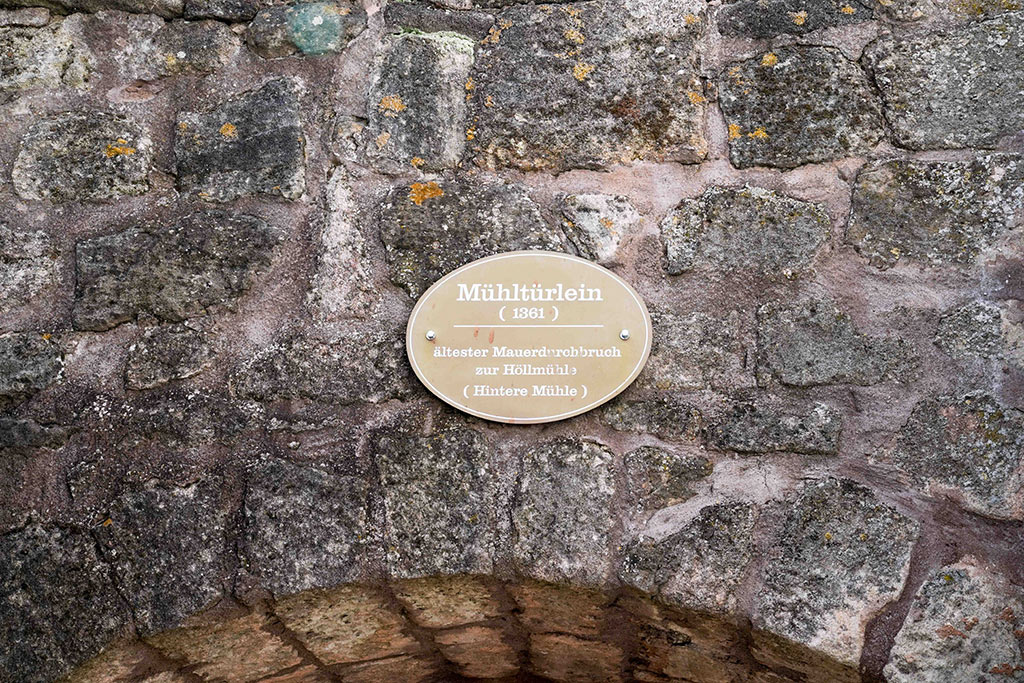 Mühltürlein
( 1361 )
ältester Mauerdurchbruch
zur Höllmühle
( Hintere Mühle )